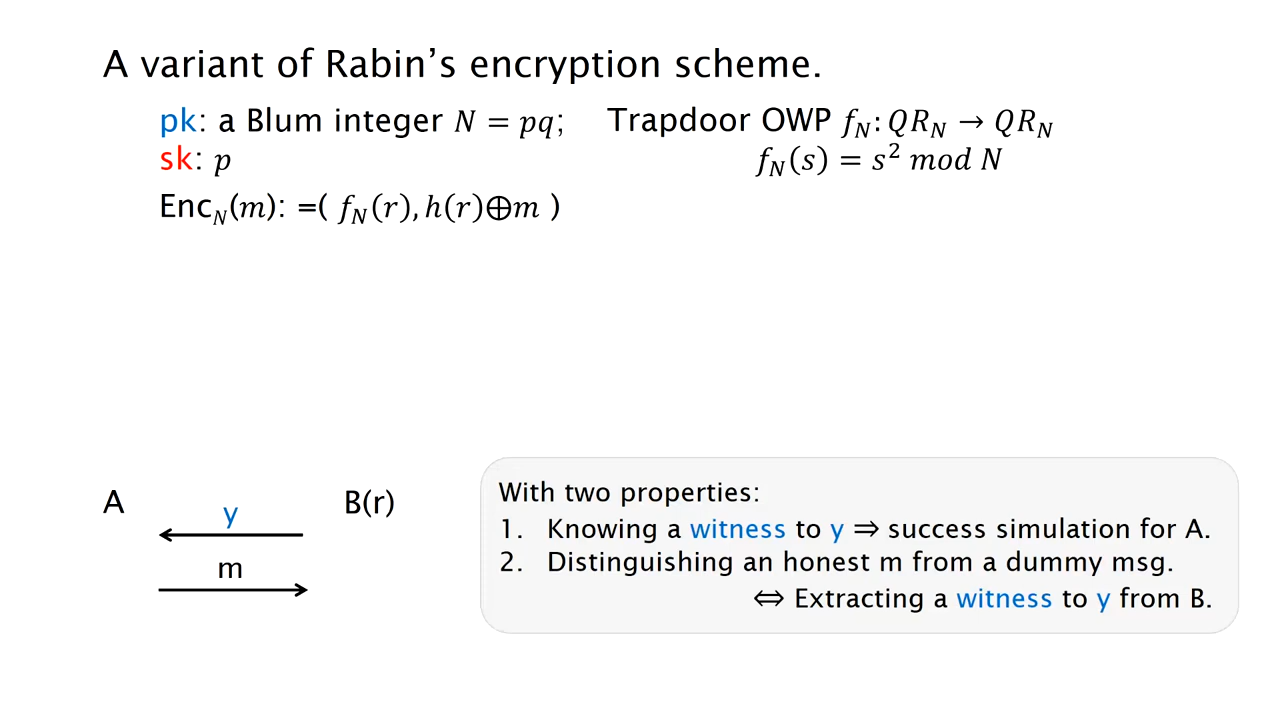 A variant of Rabin's encryption scheme.
pk: a Blum integer N = pq; Trapdoor OWP f_N: QR_N → QR_N
sk: p f_N(s) = s² mod N
Enc_N(m): =( f_N(r), h(r)⊕m )
A y B(r)
m
With two properties:
1. Knowing a witness to y ⇒ success simulation for A.
2. Distinguishing an honest m from a dummy msg.
⇔ Extracting a witness to y from B.